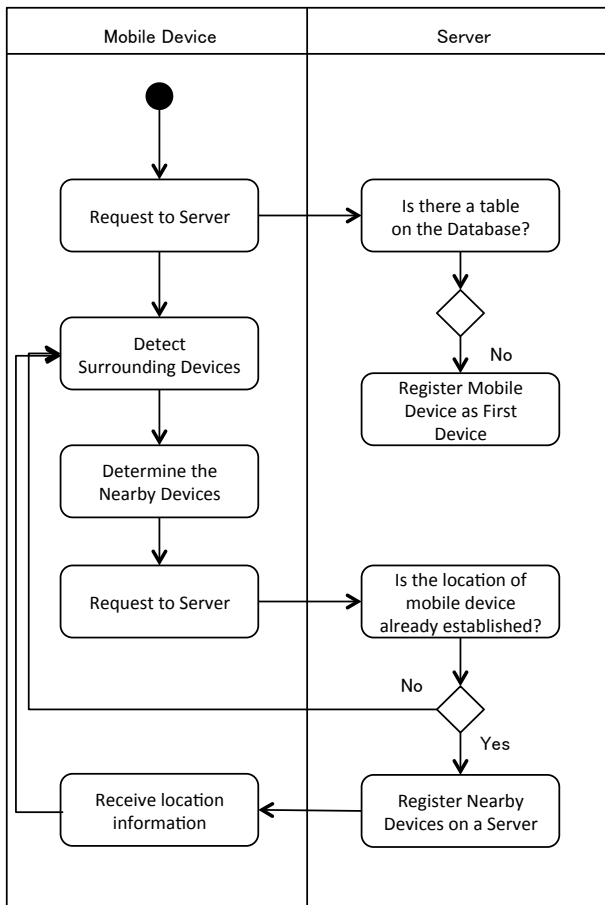 Mobile Device
Server
Request to Server
Is there a table
on the Database?
No
Detect
Surrounding Devices
Register Mobile
Device as First
Device
Determine the
Nearby Devices
Request to Server
Is the location of
mobile device
already established?
No
Yes
Receive location
information
Register Nearby
Devices on a Server